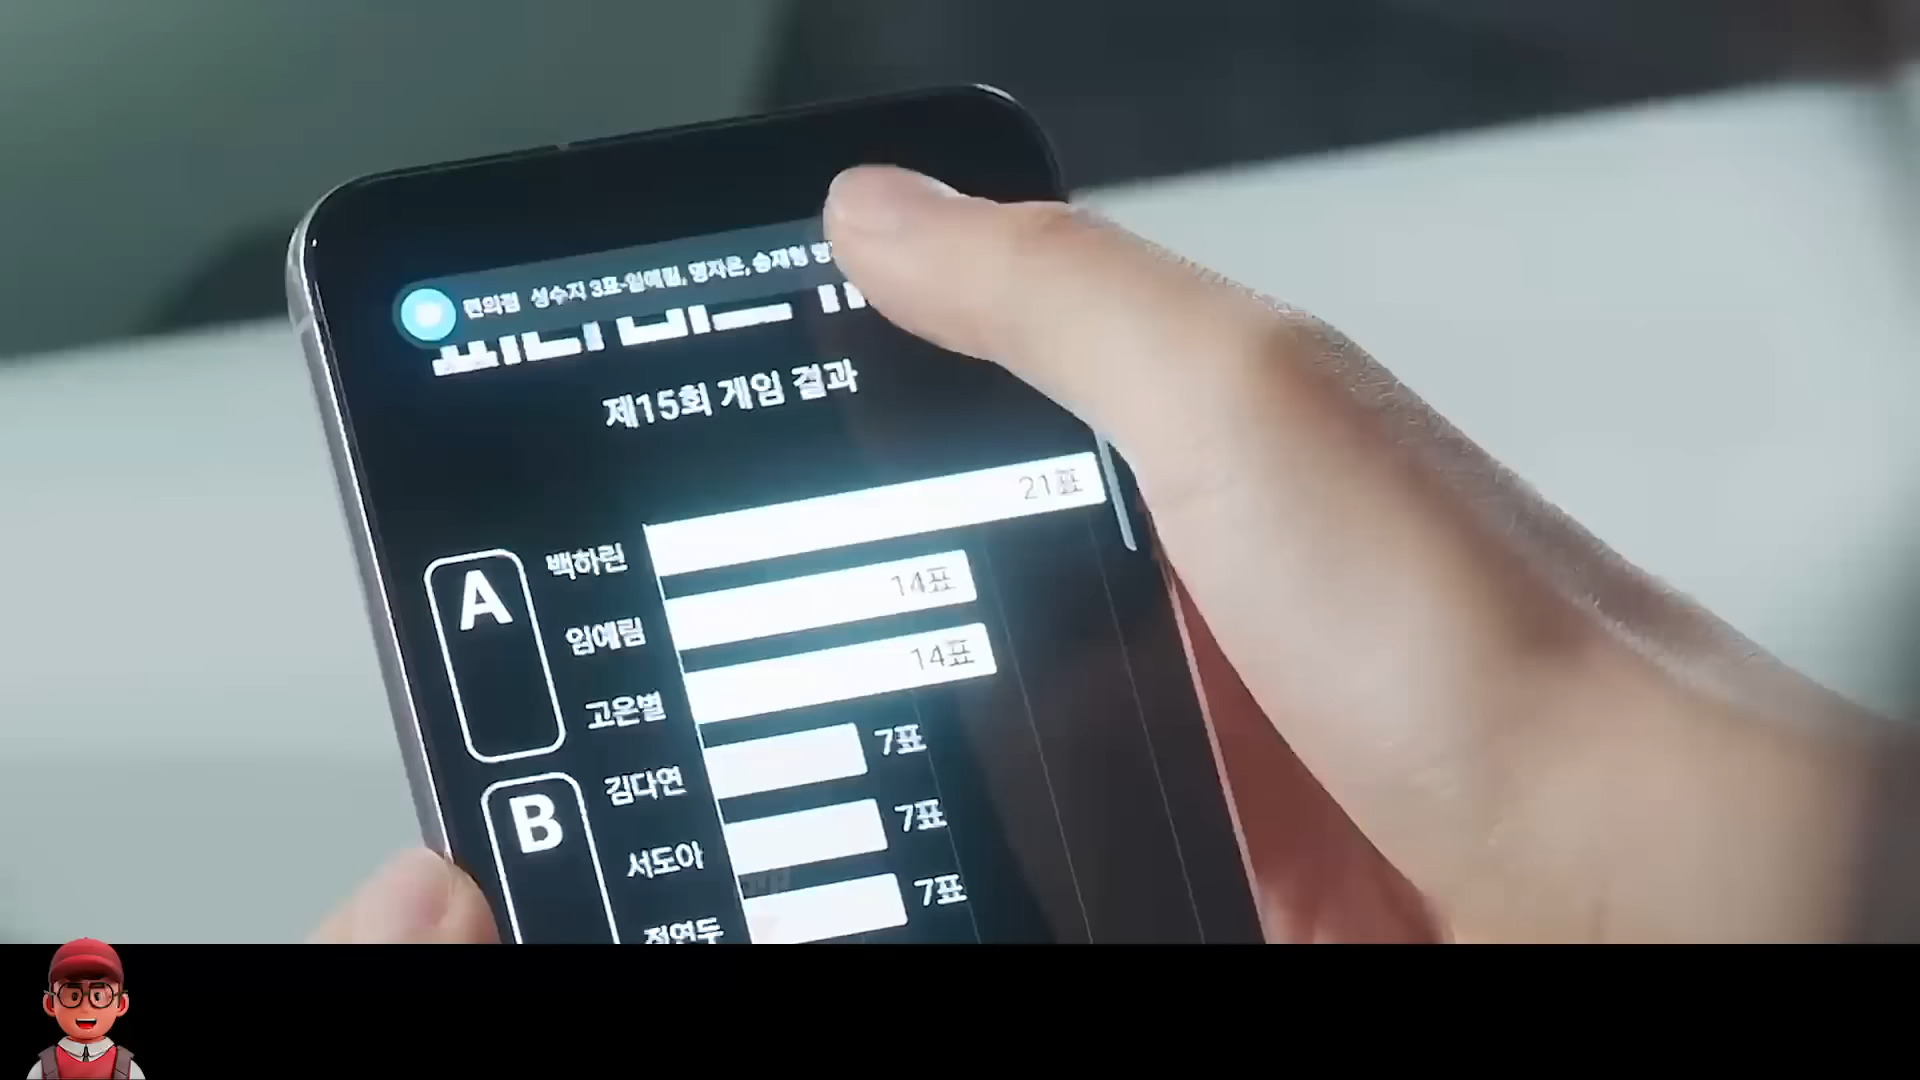 편의점 성수지 3표-임예림, 명자은, 승재형
제15회 게임 결과
21표
백하린
14표
임예림
14표
고은별
A
7표
김다연
7표
서도아
7표
B